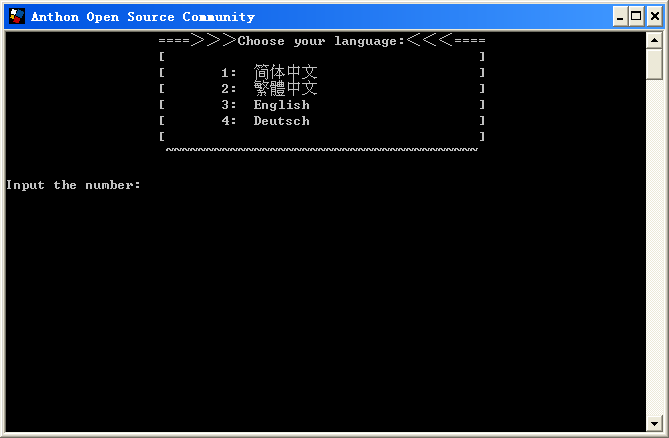 Anthon Open Source Community
====＞＞＞Choose your language:＜＜＜====
[ ]
[ 1: 简体中文 ]
[ 2: 繁體中文 ]
[ 3: English ]
[ 4: Deutsch ]
[ ]
~~~~~~~~~~~~~~~~~~~~~~~~~~~~~~~~~~~~~~~
Input the number: